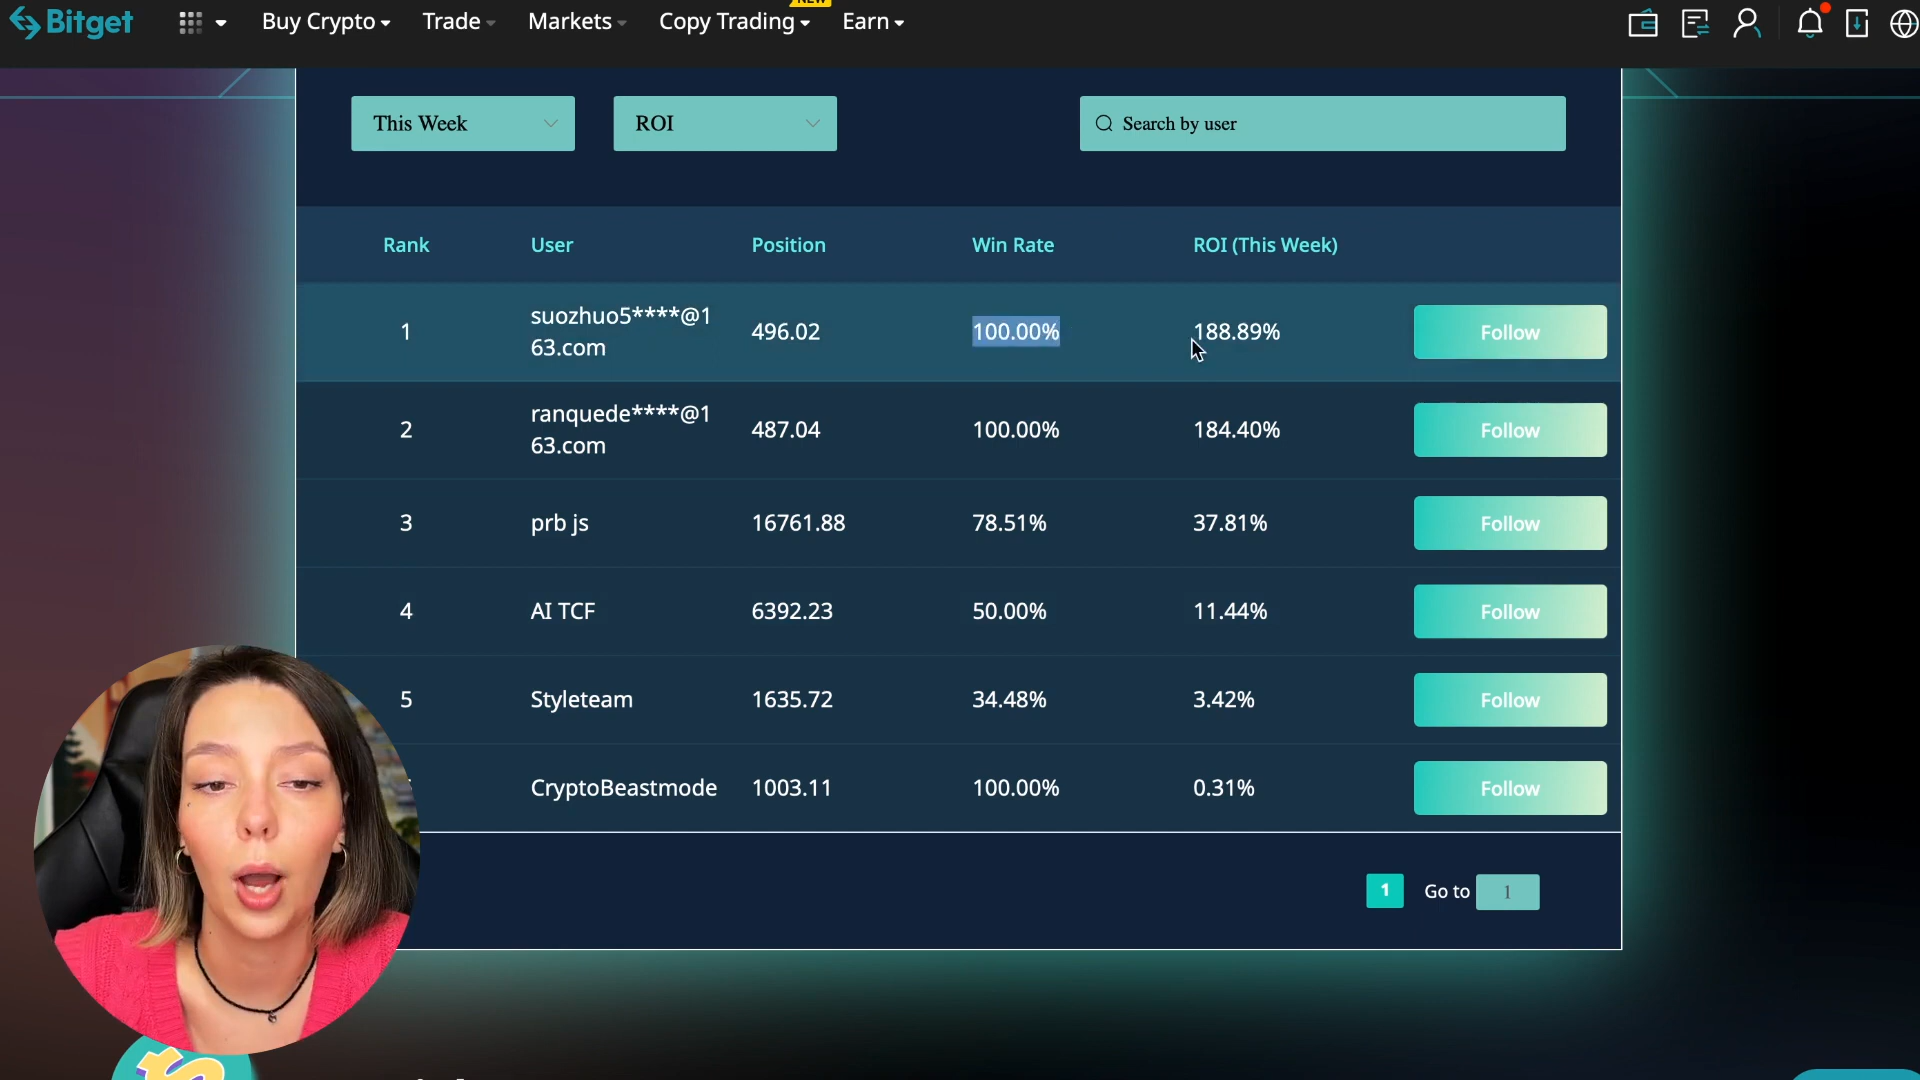 Bitget Buy Crypto Trade Markets Copy Trading NEW Earn
This Week ROI Search by user
Rank User Position Win Rate ROI (This Week)
1 suozhuo5****@1 496.02 100.00% 188.89% Follow
63.com
2 ranquede****@1 487.04 100.00% 184.40% Follow
63.com
3 prb js 16761.88 78.51% 37.81% Follow
4 AI TCF 6392.23 50.00% 11.44% Follow
5 Styleteam 1635.72 34.48% 3.42% Follow
CryptoBeastmode 1003.11 100.00% 0.31% Follow
1 Go to 1